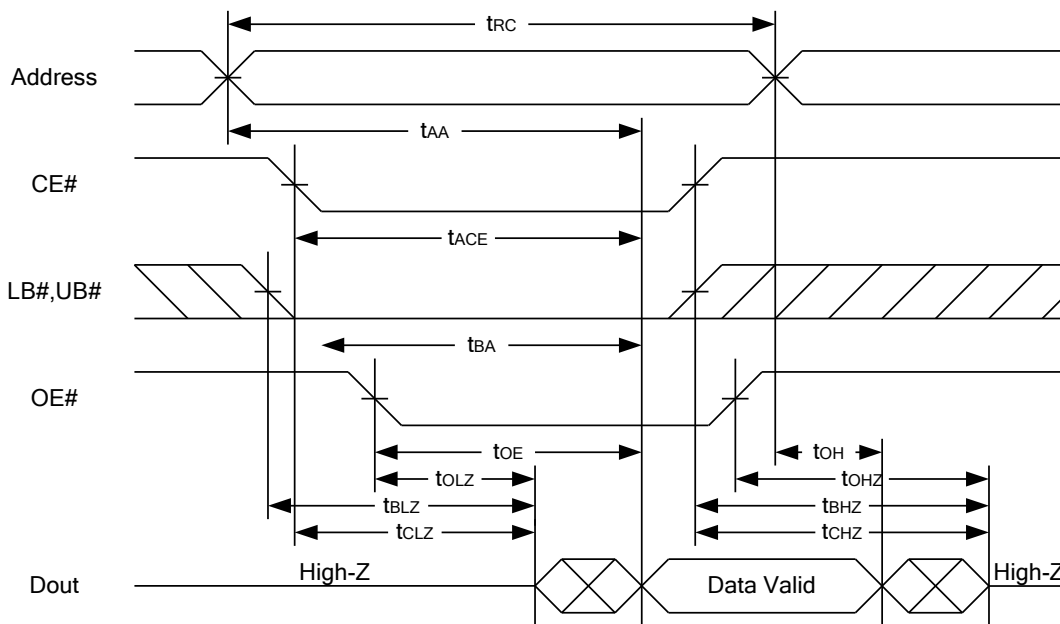 tRC
Address
tAA
CE#
tACE
LB#,UB#
tBA
OE#
tOE
tOH
tOLZ
tOHZ
tBLZ
tBHZ
tCLZ
tCHZ
Dout
High-Z
Data Valid
High-Z